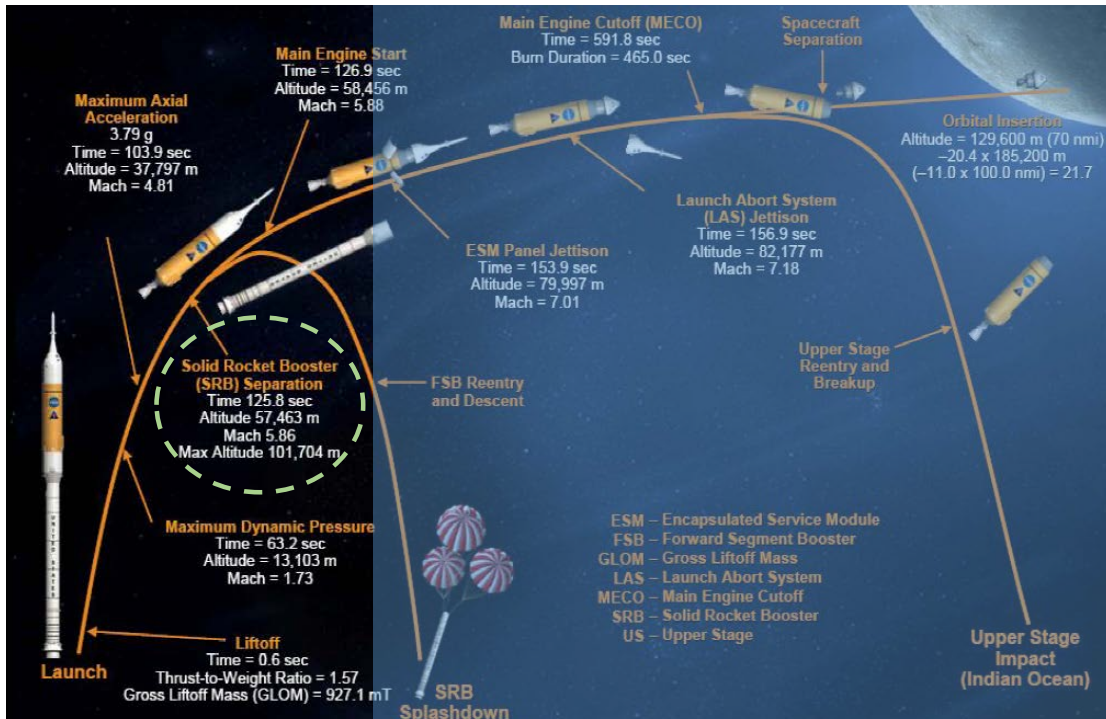 Main Engine Cutoff (MECO)
Time = 591.8 sec
Burn Duration = 465.0 sec
Spacecraft
Separation
Main Engine Start
Time = 126.9 sec
Altitude = 58,456 m
Mach = 5.88
Maximum Axial
Acceleration
3.79 g
Time = 103.9 sec
Altitude = 37,797 m
Mach = 4.81
Orbital Insertion
Altitude = 129,600 m (70 nmi)
–20.4 x 185,200 m
(–11.0 x 100.0 nmi) = 21.7
Launch Abort System
(LAS) Jettison
Time = 156.9 sec
Altitude = 82,177 m
Mach = 7.18
ESM Panel Jettison
Time = 153.9 sec
Altitude = 79,997 m
Mach = 7.01
Solid Rocket Booster
(SRB) Separation
Time 125.8 sec
Altitude 57,463 m
Mach 5.86
Max Altitude 101,704 m
FSB Reentry
and Descent
Upper Stage
Reentry and
Breakup
Maximum Dynamic Pressure
Time = 63.2 sec
Altitude = 13,103 m
Mach = 1.73
ESM – Encapsulated Service Module
FSB – Forward Segment Booster
GLOM – Gross Liftoff Mass
LAS – Launch Abort System
MECO – Main Engine Cutoff
SRB – Solid Rocket Booster
US – Upper Stage
UNITED STATES
Launch
Liftoff
Time = 0.6 sec
Thrust-to-Weight Ratio = 1.57
Gross Liftoff Mass (GLOM) = 927.1 mT
SRB
Splashdown
Upper Stage
Impact
(Indian Ocean)